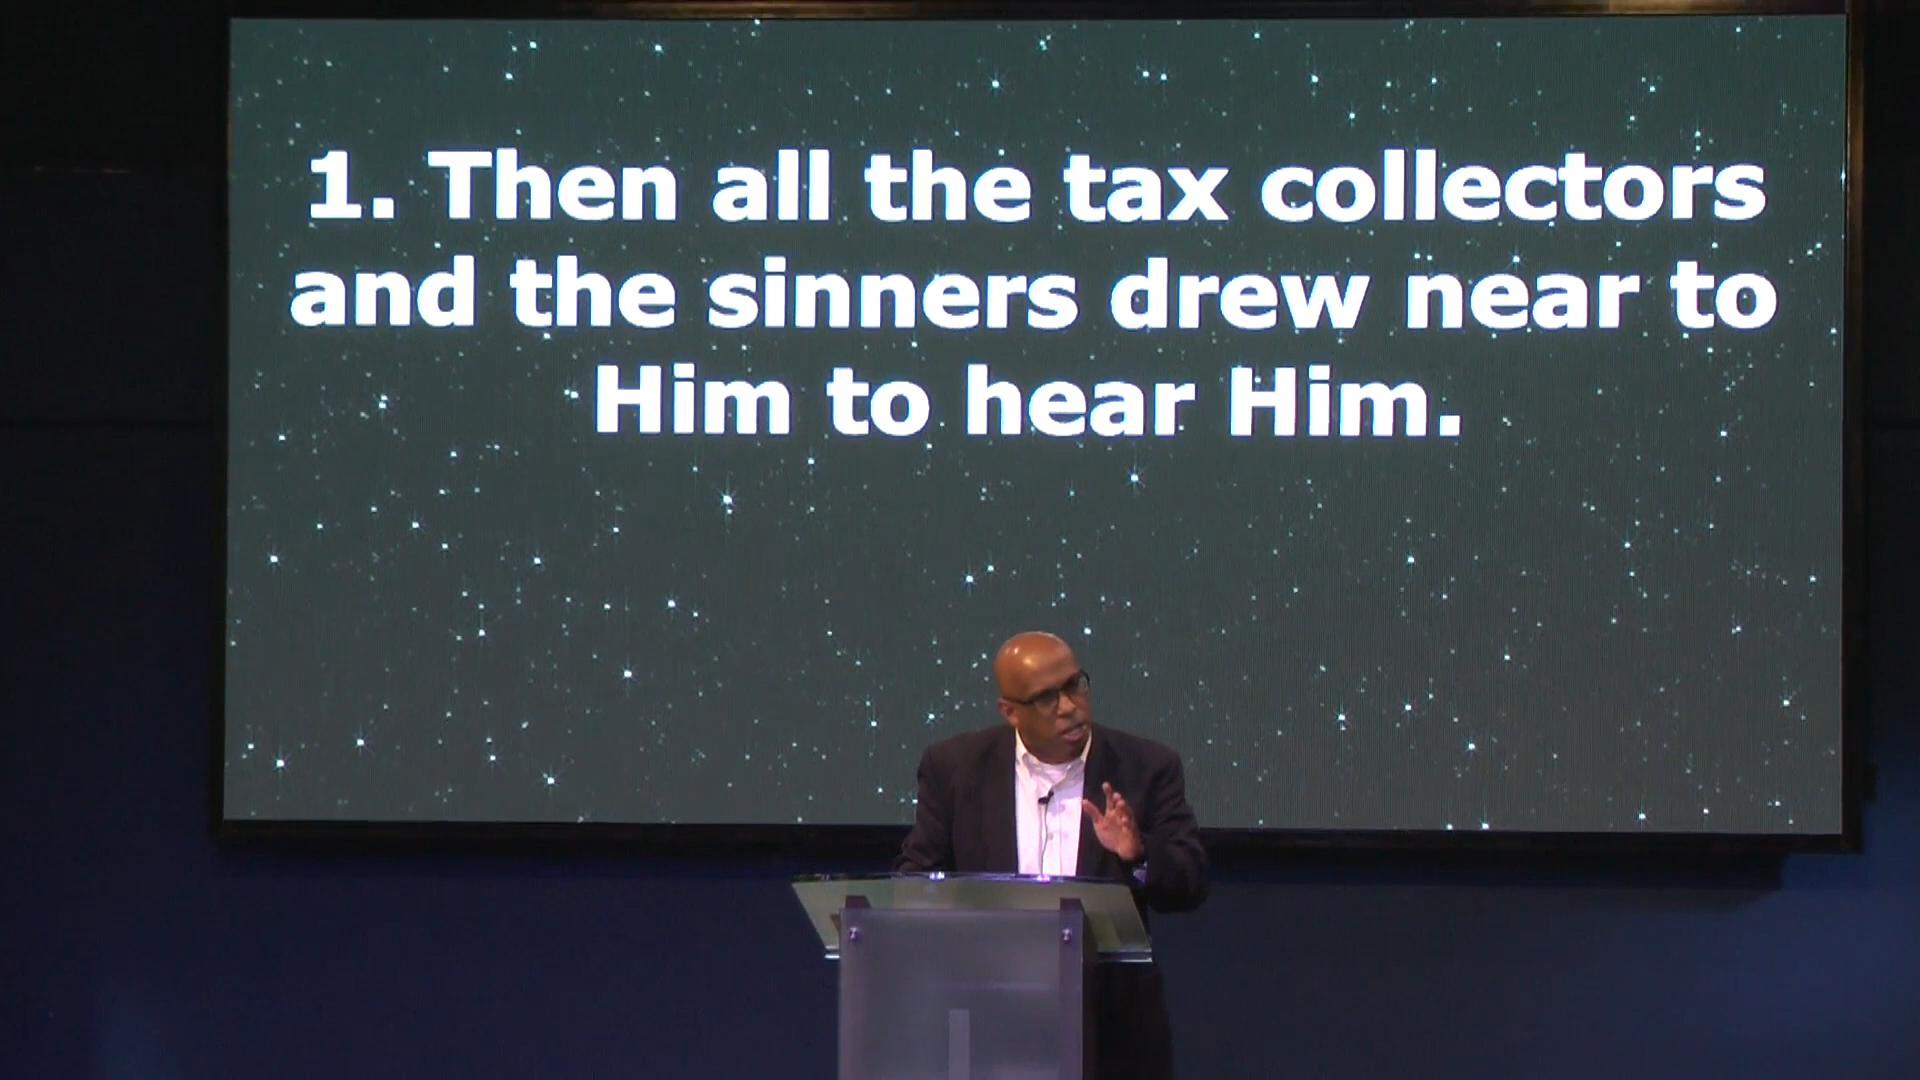 1. Then all the tax collectors
and the sinners drew near to
Him to hear Him.